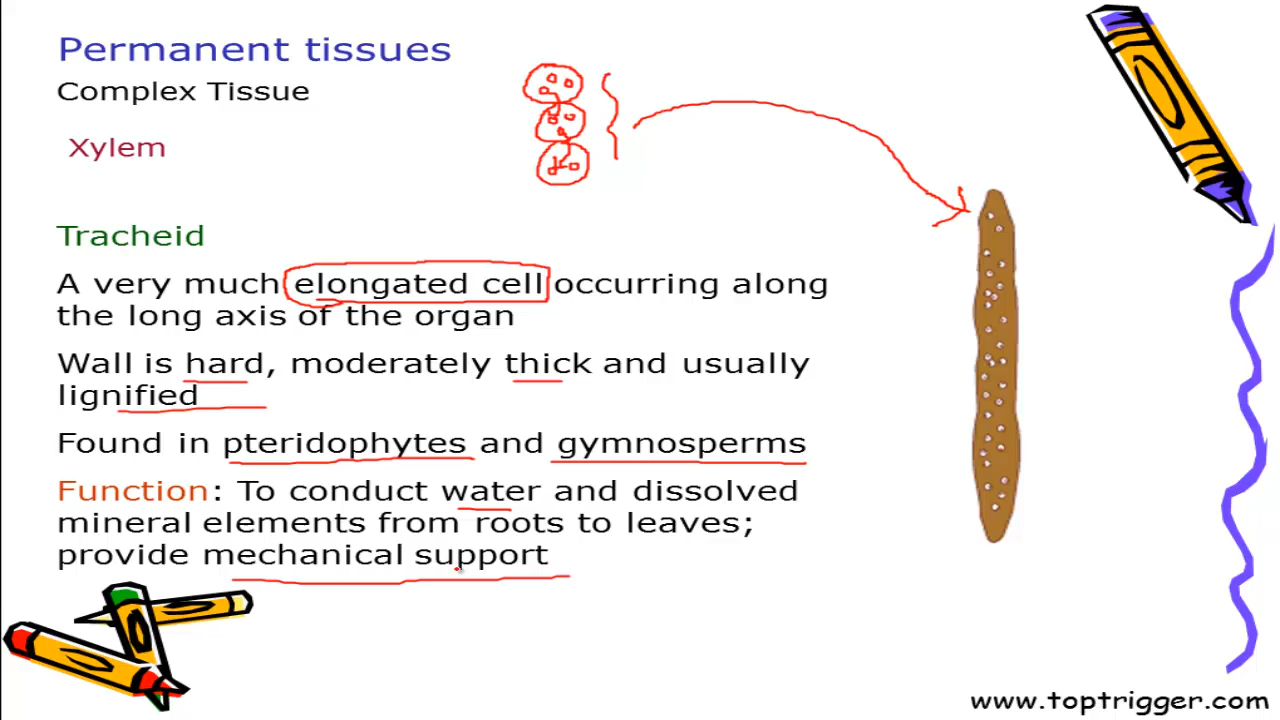 Permanent tissues
Complex Tissue
Xylem
Tracheid
A very much elongated cell occurring along
the long axis of the organ
Wall is hard, moderately thick and usually
lignified
Found in pteridophytes and gymnosperms
Function: To conduct water and dissolved
mineral elements from roots to leaves;
provide mechanical support
www.toptrigger.com